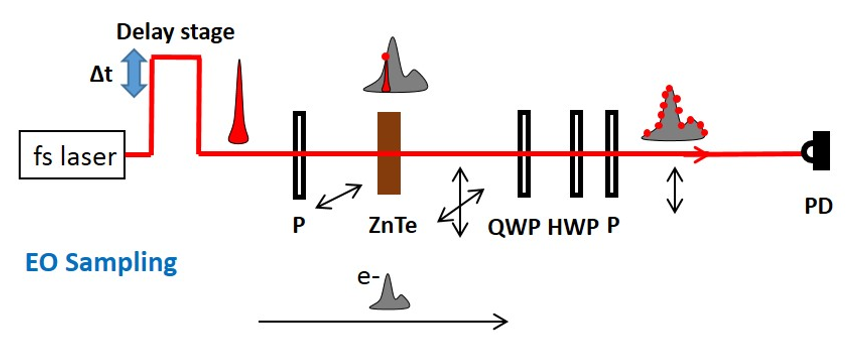 Delay stage
Δt
fs laser
P
ZnTe
QWP
HWP
P
PD
EO Sampling
e-